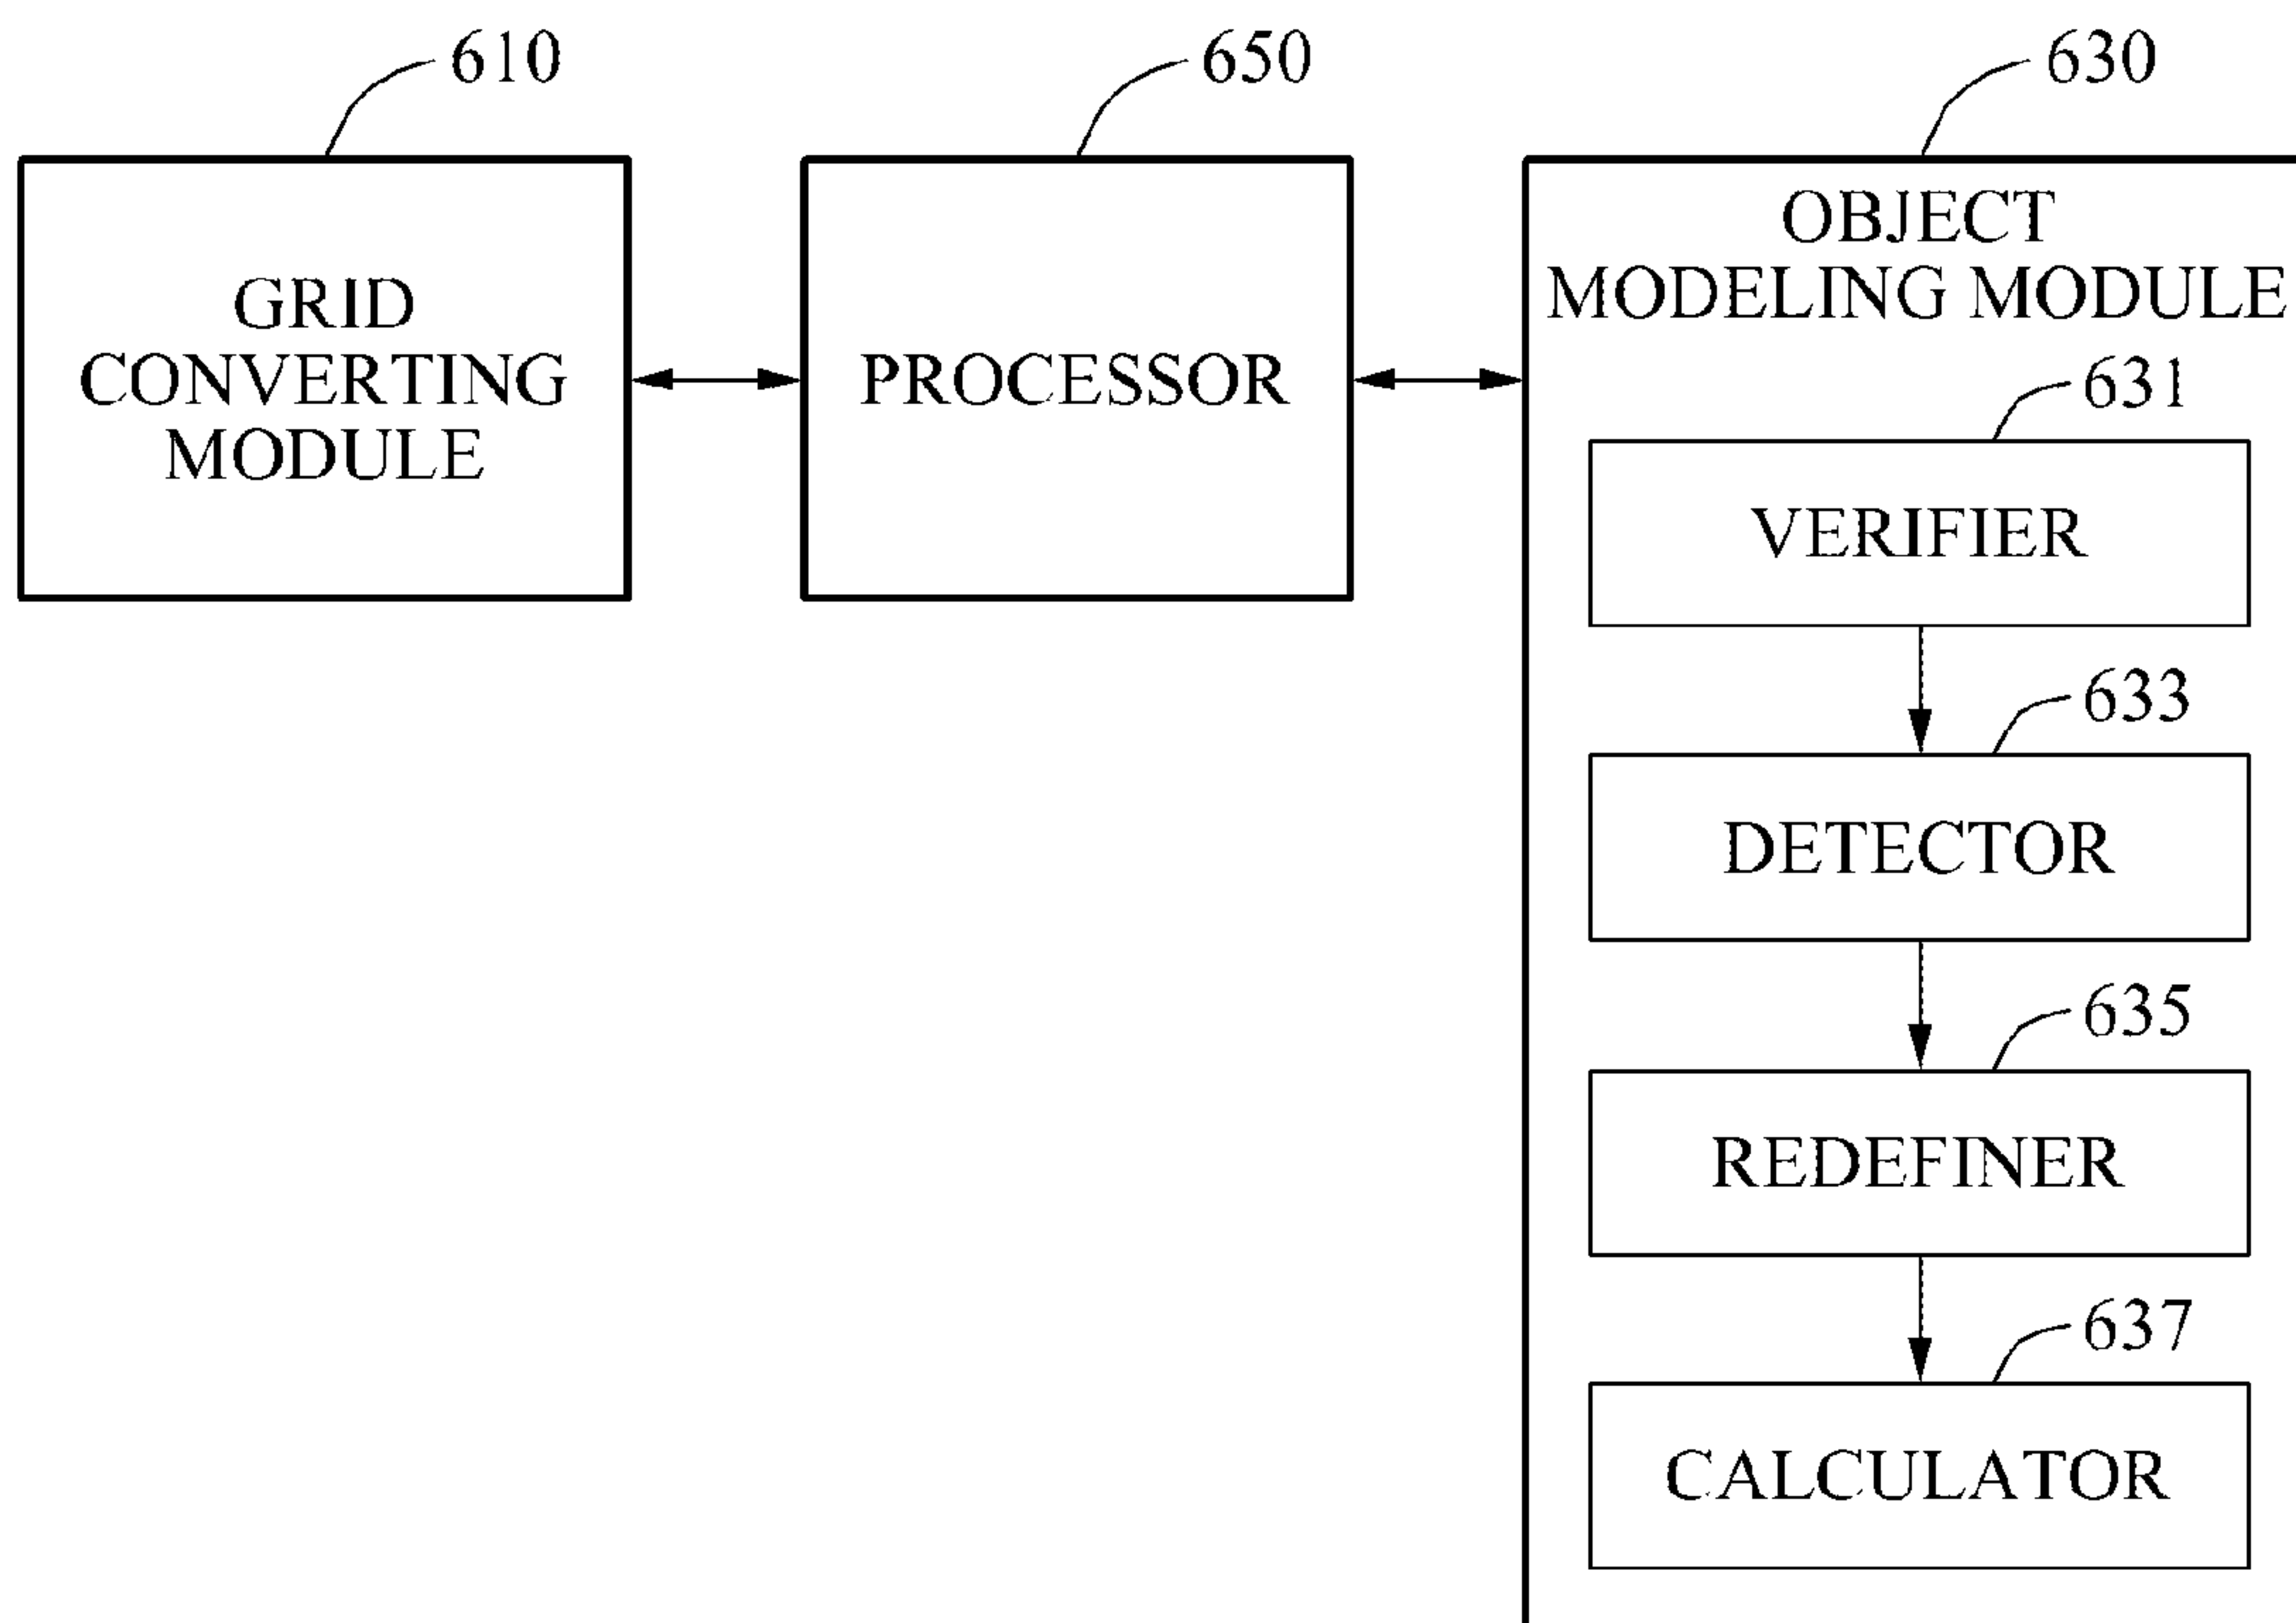 610
650
630
GRID
CONVERTING
MODULE
PROCESSOR
OBJECT
MODELING MODULE
631
VERIFIER
633
DETECTOR
635
REDEFINER
637
CALCULATOR